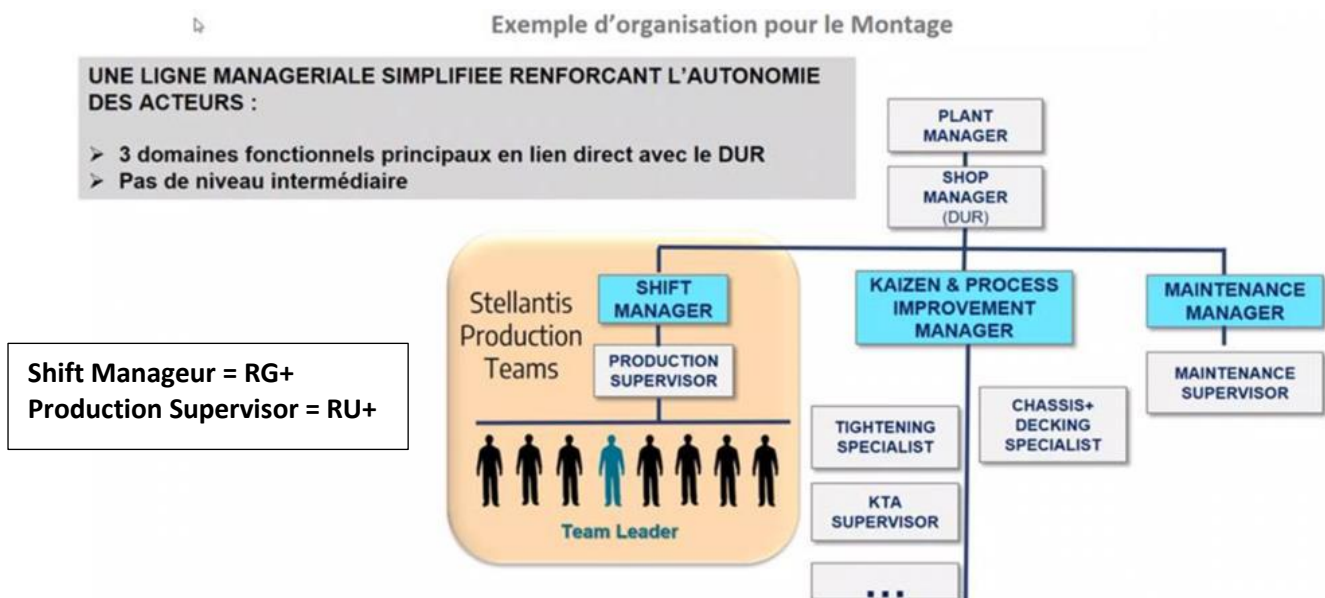 Exemple d'organisation pour le Montage
UNE LIGNE MANAGERIALE SIMPLIFIEE RENFORCANT L'AUTONOMIE
DES ACTEURS :
➢ 3 domaines fonctionnels principaux en lien direct avec le DUR
➢ Pas de niveau intermédiaire
PLANT
MANAGER
SHOP
MANAGER
(DUR)
Stellantis
Production
Teams
SHIFT
MANAGER
PRODUCTION
SUPERVISOR
Team Leader
KAIZEN & PROCESS
IMPROVEMENT
MANAGER
MAINTENANCE
MANAGER
MAINTENANCE
SUPERVISOR
Shift Manageur = RG+
Production Supervisor = RU+
TIGHTENING
SPECIALIST
CHASSIS+
DECKING
SPECIALIST
KTA
SUPERVISOR
...